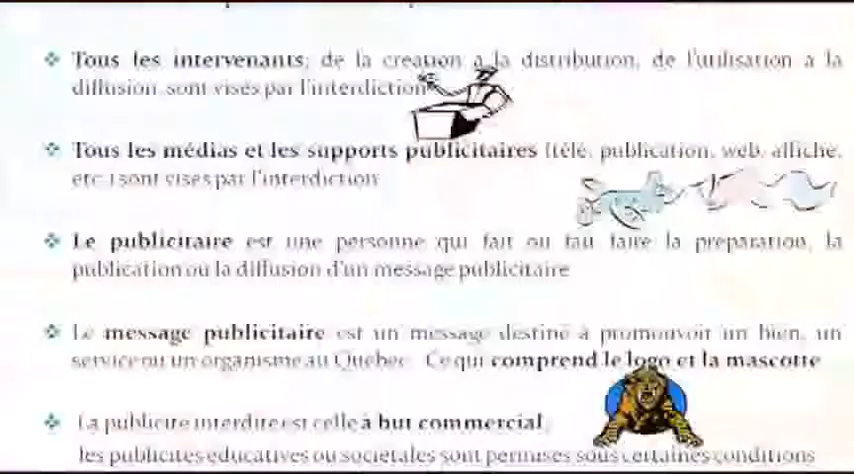 Tous les intervenants, de la création à la distribution, de l'utilisation à la
diffusion, sont visés par l'interdiction
Tous les médias et les supports publicitaires (télé, publication, web, affiche,
etc.) sont visés par l'interdiction
Le publicitaire est une personne qui fait ou fait faire la préparation, la
publication ou la diffusion d'un message publicitaire
Le message publicitaire est un message destiné à promouvoir un bien, un
service ou un organisme au Québec. Ce qui comprend le logo et la mascotte
La publicité interdite est celle à but commercial,
les publicités éducatives ou sociétales sont permises sous certaines conditions